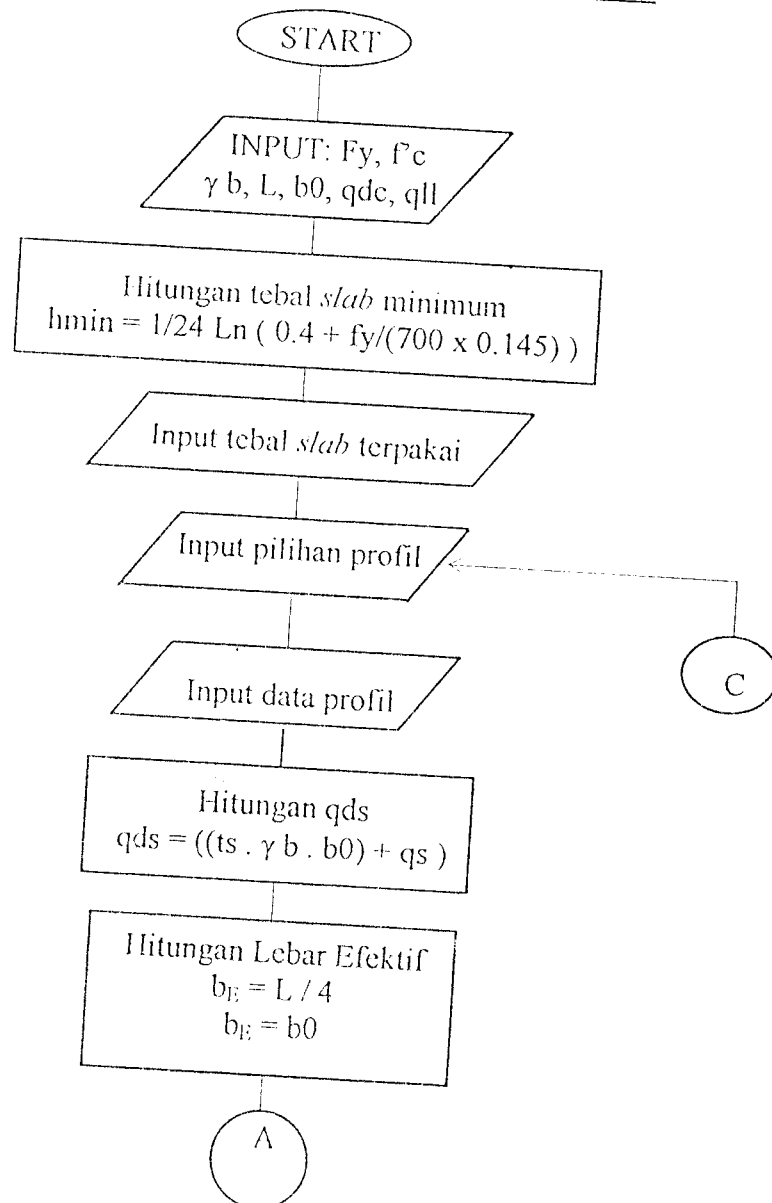 START
INPUT: Fy, f'c
γ b, L, b0, qdc, qll
Hitungan tebal slab minimum
hmin = 1/24 Ln ( 0.4 + fy/(700 x 0.145) )
Input tebal slab terpakai
Input pilihan profil
Input data profil
C
Hitungan qds
qds = ((ts . γ b . b0) + qs )
Hitungan Lebar Efektif
bE = L / 4
bE = b0
A